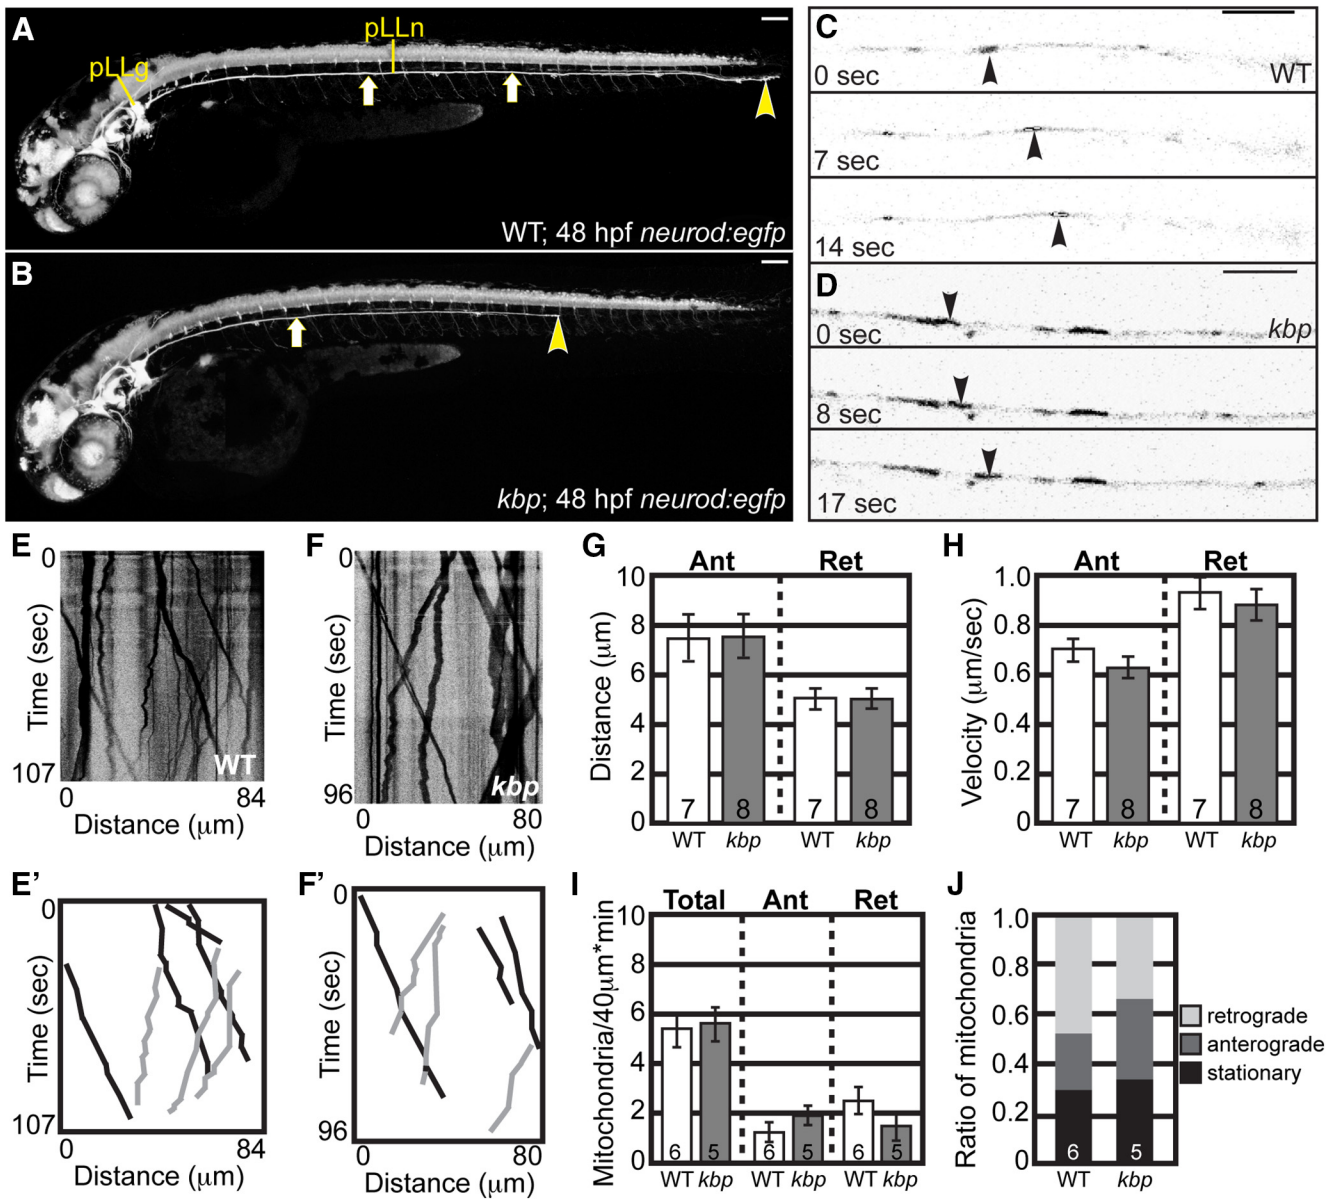 A
pLLg
pLLn
WT; 48 hpf neurod:egfp
B
kbp; 48 hpf neurod:egfp
C
0 sec
WT
7 sec
14 sec
D
0 sec
kbp
8 sec
17 sec
E
0
Time (sec)
107
WT
0
84
Distance (µm)
F
0
Time (sec)
96
kbp
0
80
Distance (µm)
G
Ant
Ret
10
8
6
4
2
0
Distance (µm)
7
8
7
8
WT
kbp
WT
kbp
H
Ant
Ret
1.0
0.8
0.6
0.4
0.2
0
Velocity (µm/sec)
7
8
7
8
WT
kbp
WT
kbp
E’
0
Time (sec)
107
0
84
Distance (µm)
F’
0
Time (sec)
96
0
80
Distance (µm)
I
Total
Ant
Ret
10
8
6
4
2
0
Mitochondria/40µm*min
6
5
6
5
6
5
WT kbp
WT kbp
WT kbp
J
1.0
0.8
0.6
0.4
0.2
0
Ratio of mitochondria
6
5
WT
kbp
retrograde
anterograde
stationary